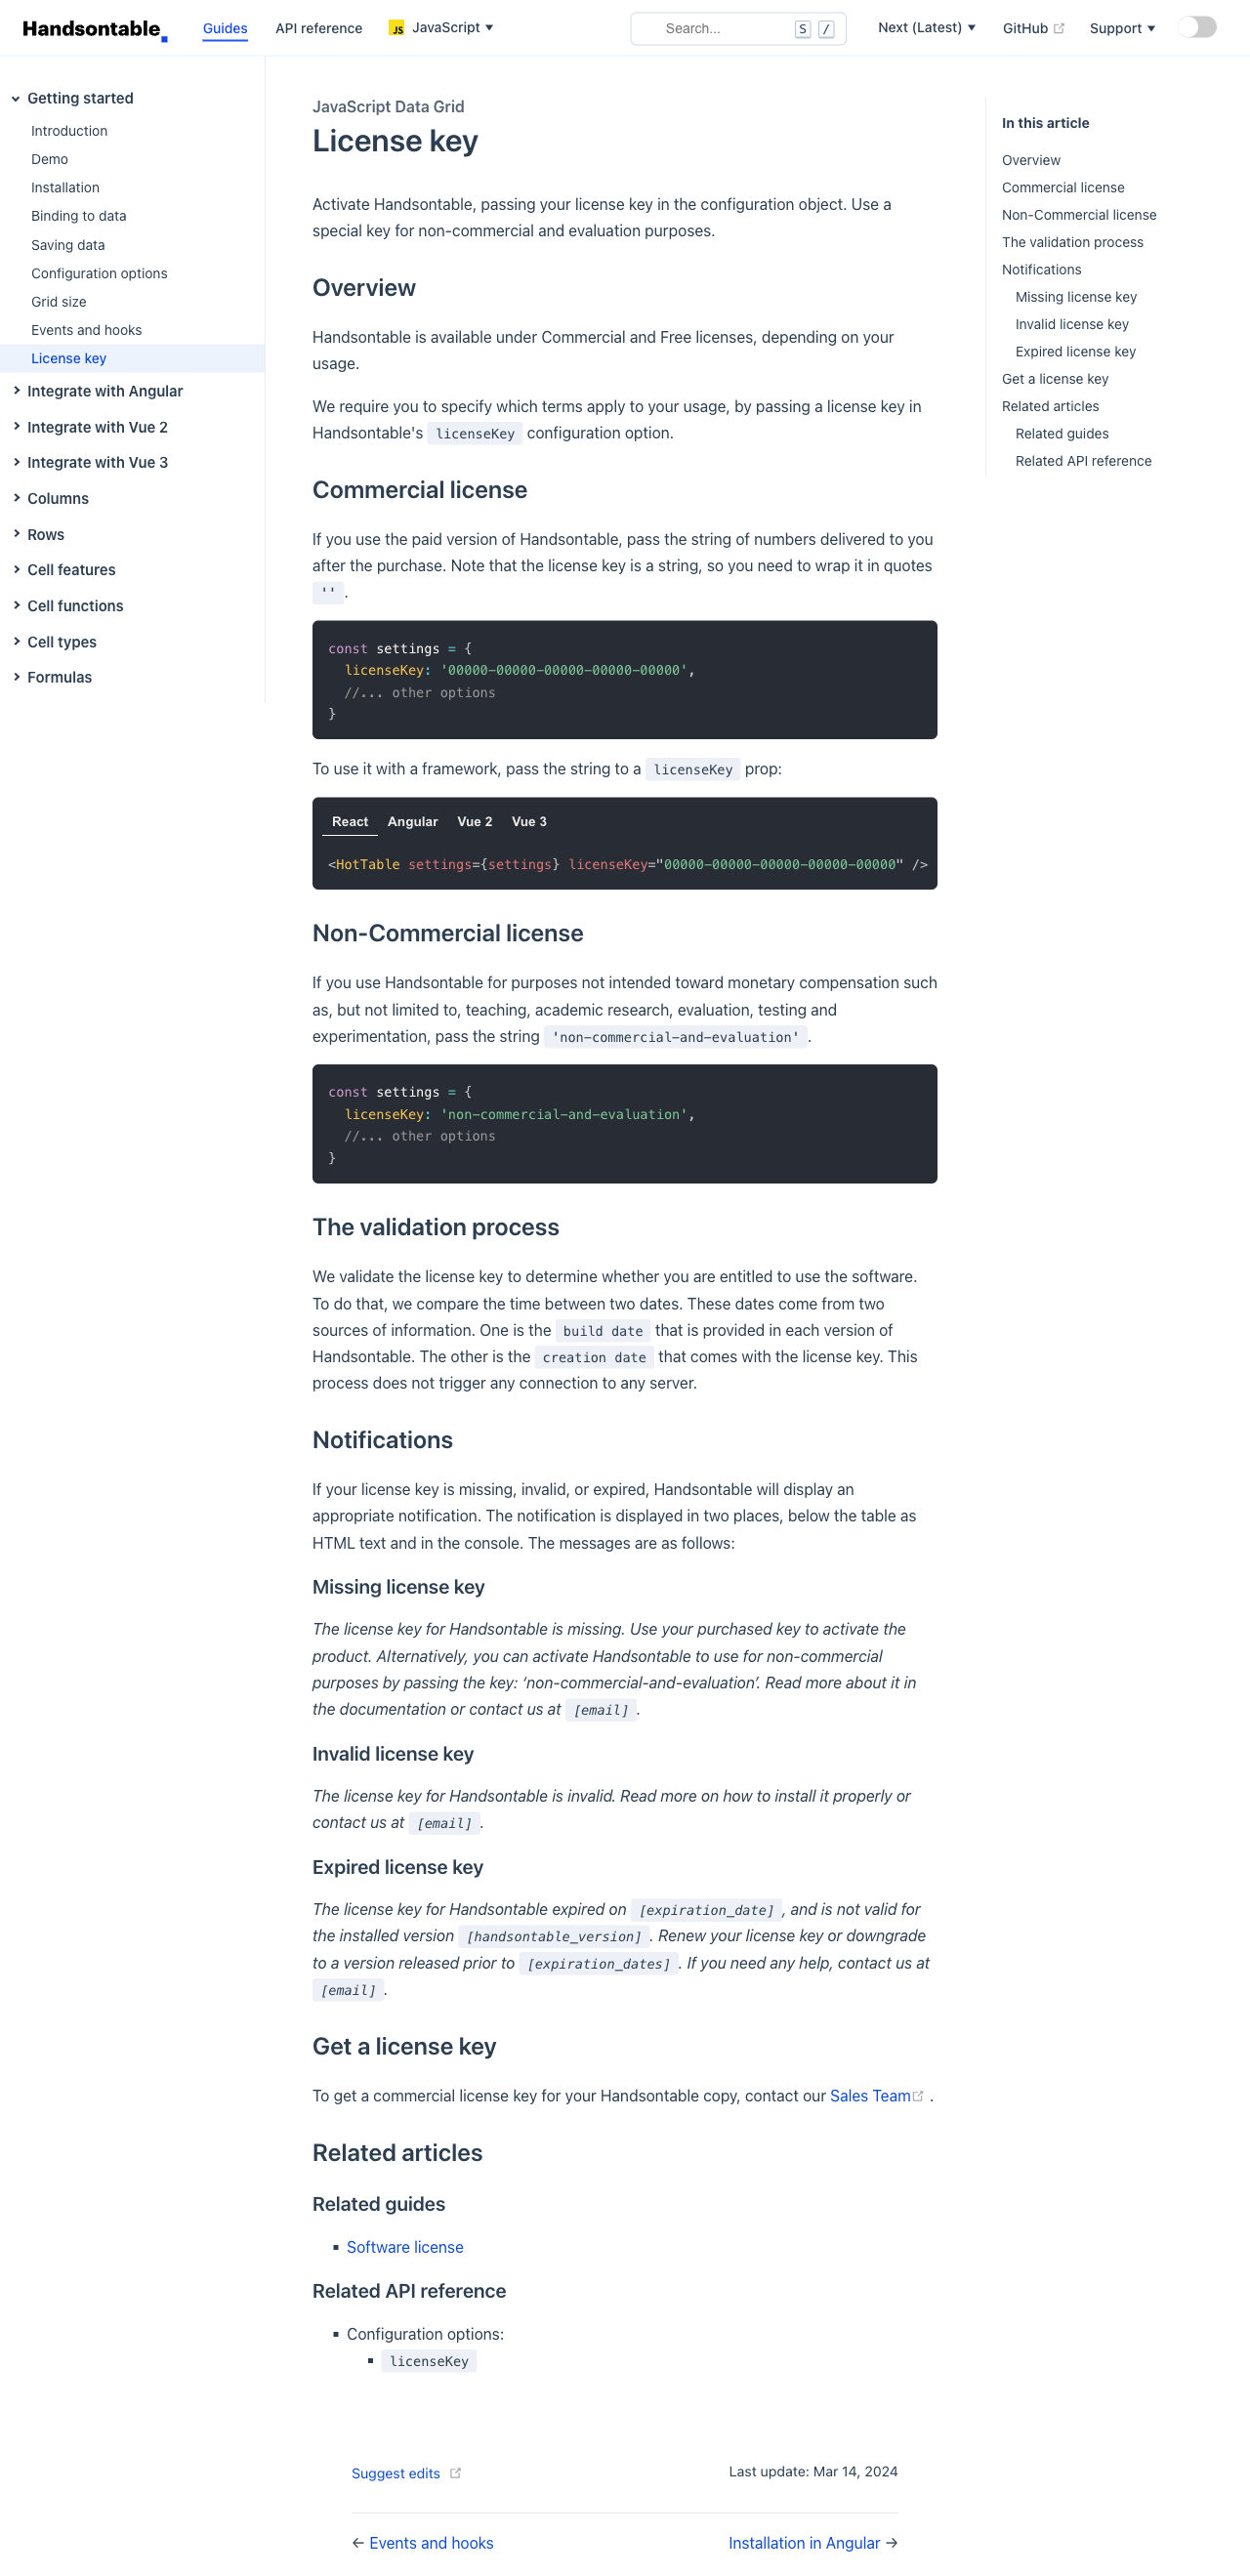 Handsontable
Guides
API reference
JS
JavaScript
Search...
S
/
Next (Latest)
GitHub
Support
Getting started
Introduction
Demo
Installation
Binding to data
Saving data
Configuration options
Grid size
Events and hooks
License key
Integrate with Angular
Integrate with Vue 2
Integrate with Vue 3
Columns
Rows
Cell features
Cell functions
Cell types
Formulas
JavaScript Data Grid
License key
Activate Handsontable, passing your license key in the configuration object. Use a
special key for non-commercial and evaluation purposes.
Overview
Handsontable is available under Commercial and Free licenses, depending on your
usage.
We require you to specify which terms apply to your usage, by passing a license key in
Handsontable's licenseKey configuration option.
Commercial license
If you use the paid version of Handsontable, pass the string of numbers delivered to you
after the purchase. Note that the license key is a string, so you need to wrap it in quotes
''.
const settings = {
  licenseKey: '00000-00000-00000-00000-00000',
  //... other options
}
To use it with a framework, pass the string to a licenseKey prop:
React Angular Vue 2 Vue 3
<HotTable settings={settings} licenseKey="00000-00000-00000-00000-00000" />
Non-Commercial license
If you use Handsontable for purposes not intended toward monetary compensation such
as, but not limited to, teaching, academic research, evaluation, testing and
experimentation, pass the string 'non-commercial-and-evaluation'.
const settings = {
  licenseKey: 'non-commercial-and-evaluation',
  //... other options
}
The validation process
We validate the license key to determine whether you are entitled to use the software.
To do that, we compare the time between two dates. These dates come from two
sources of information. One is the build date that is provided in each version of
Handsontable. The other is the creation date that comes with the license key. This
process does not trigger any connection to any server.
Notifications
If your license key is missing, invalid, or expired, Handsontable will display an
appropriate notification. The notification is displayed in two places, below the table as
HTML text and in the console. The messages are as follows:
Missing license key
The license key for Handsontable is missing. Use your purchased key to activate the
product. Alternatively, you can activate Handsontable to use for non-commercial
purposes by passing the key: ‘non-commercial-and-evaluation’. Read more about it in
the documentation or contact us at [email].
Invalid license key
The license key for Handsontable is invalid. Read more on how to install it properly or
contact us at [email].
Expired license key
The license key for Handsontable expired on [expiration_date], and is not valid for
the installed version [handsontable_version]. Renew your license key or downgrade
to a version released prior to [expiration_dates]. If you need any help, contact us at
[email].
Get a license key
To get a commercial license key for your Handsontable copy, contact our Sales Team .
Related articles
Related guides
Software license
Related API reference
Configuration options:
licenseKey
Suggest edits
Last update: Mar 14, 2024
← Events and hooks
Installation in Angular →
In this article
Overview
Commercial license
Non-Commercial license
The validation process
Notifications
Missing license key
Invalid license key
Expired license key
Get a license key
Related articles
Related guides
Related API reference